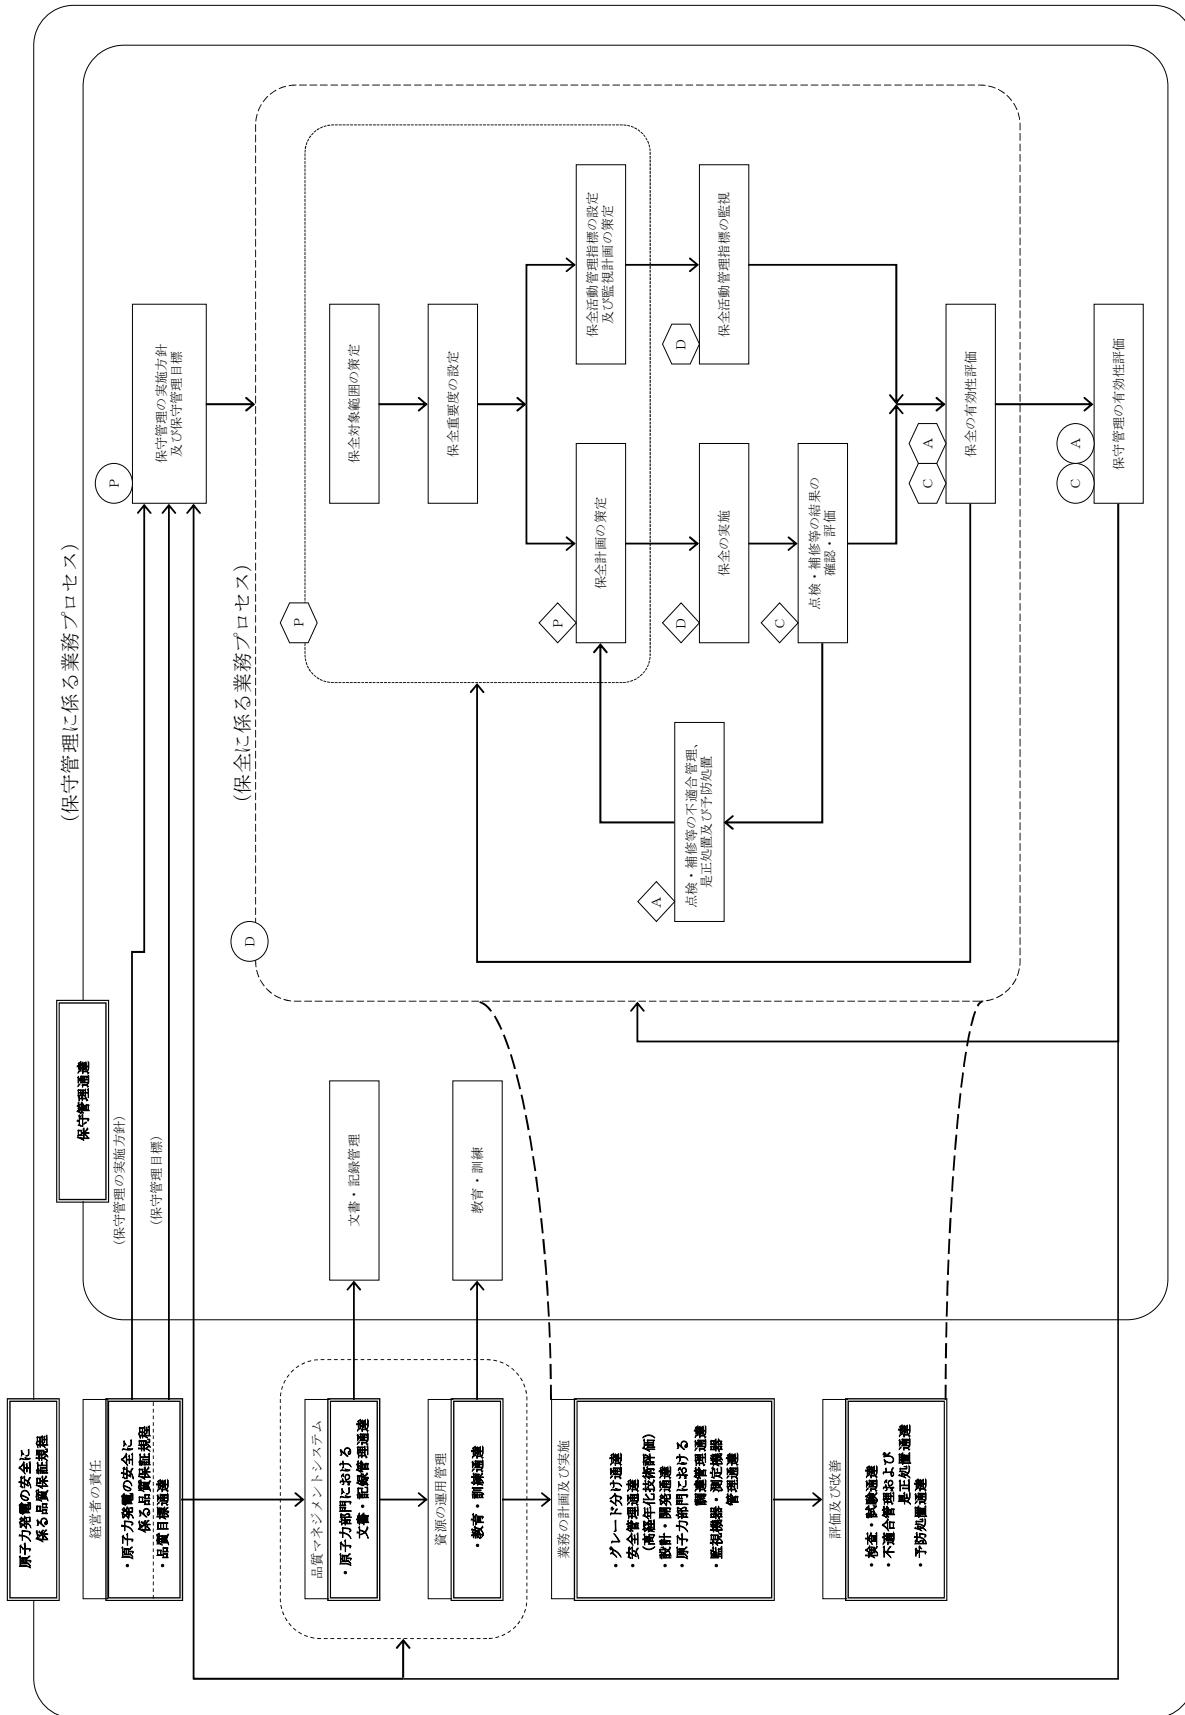 原子力発電の安全に
係る品質保証規程
経営者の責任
・原子力発電の安全に
係る品質保証規程
・品質目標通達
品質マネジメントシステム
・原子力部門における
文書・記録管理通達
資源の運用管理
・教育・訓練通達
業務の計画及び実施
・グレード分け通達
・安全管理通達
(高経年化技術評価)
・設計・開発通達
・原子力部門における
調達管理通達
・監視機器・測定機器
管理通達
評価及び改善
・検査・試験通達
・不適合管理および
是正処置通達
・予防処置通達
保守管理通達
(保守管理の実施方針)
(保守管理目標)
文書・記録管理
教育・訓練
(保守管理に係る業務プロセス)
P
保守管理の実施方針
及び保守管理目標
D
(保全に係る業務プロセス)
P
保全対象範囲の策定
保全重要度の設定
P
保全計画の策定
保全活動管理指標の設定
及び監視計画の策定
D
保全の実施
D
保全活動管理指標の監視
C
点検・補修等の結果の
確認・評価
A
点検・補修等の不適合管理、
是正処置及び予防処置
C
A
保全の有効性評価
C
A
保守管理の有効性評価